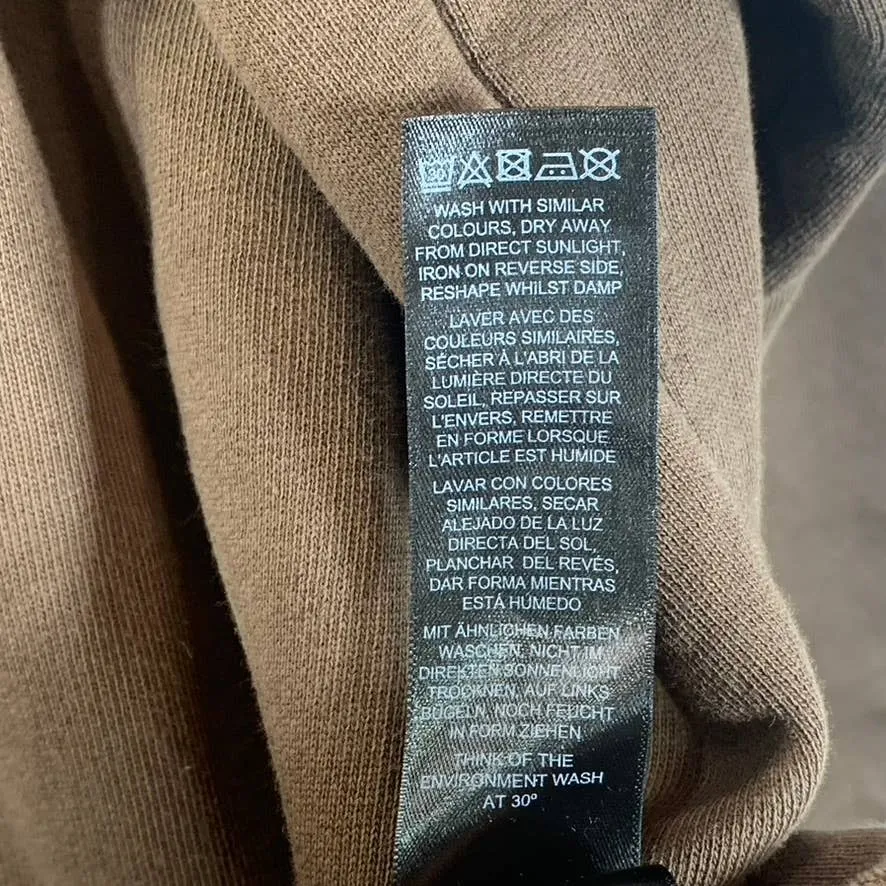 30
WASH WITH SIMILAR
COLOURS, DRY AWAY
FROM DIRECT SUNLIGHT,
IRON ON REVERSE SIDE,
RESHAPE WHILST DAMP
LAVER AVEC DES
COULEURS SIMILAIRES,
SÉCHER À L'ABRI DE LA
LUMIÈRE DIRECTE DU
SOLEIL, REPASSER SUR
L'ENVERS, REMETTRE
EN FORME LORSQUE
L'ARTICLE EST HUMIDE
LAVAR CON COLORES
SIMILARES, SECAR
ALEJADO DE LA LUZ
DIRECTA DEL SOL,
PLANCHAR DEL REVÉS,
DAR FORMA MIENTRAS
ESTÁ HÚMEDO
MIT ÄHNLICHEN FARBEN
WASCHEN, NICHT IM
DIREKTEN SONNENLICHT
TROCKNEN, AUF LINKS
BÜGELN, NOCH FEUCHT
IN FORM ZIEHEN
THINK OF THE
ENVIRONMENT WASH
AT 30º